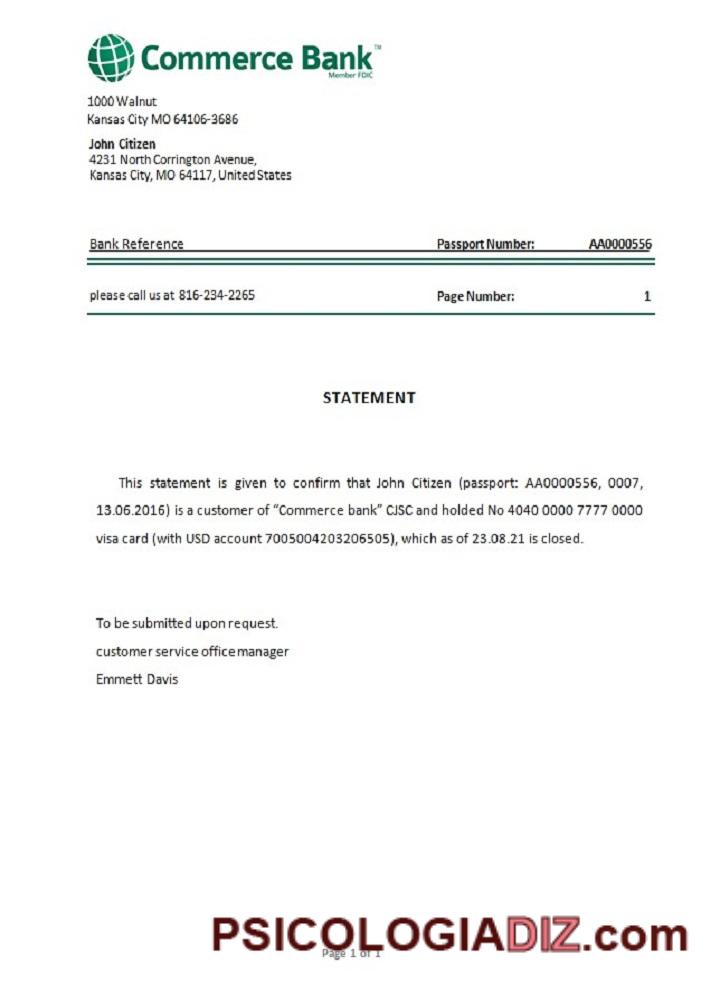 Commerce Bank™
Member FDIC
1000 Walnut
Kansas City MO 64106-3686
John Citizen
4231 North Corrington Avenue,
Kansas City, MO 64117, United States
Bank Reference Passport Number: AA0000556
please call us at 816-234-2265 Page Number: 1
STATEMENT
This statement is given to confirm that John Citizen (passport: AA0000556, 0007,
13.06.2016) is a customer of “Commerce bank” CJSC and holded No 4040 0000 7777 0000
visa card (with USD account 7005004203206505), which as of 23.08.21 is closed.
To be submitted upon request.
customer service office manager
Emmett Davis
PSICOLOGIADIZ.com
Page 1 of 1